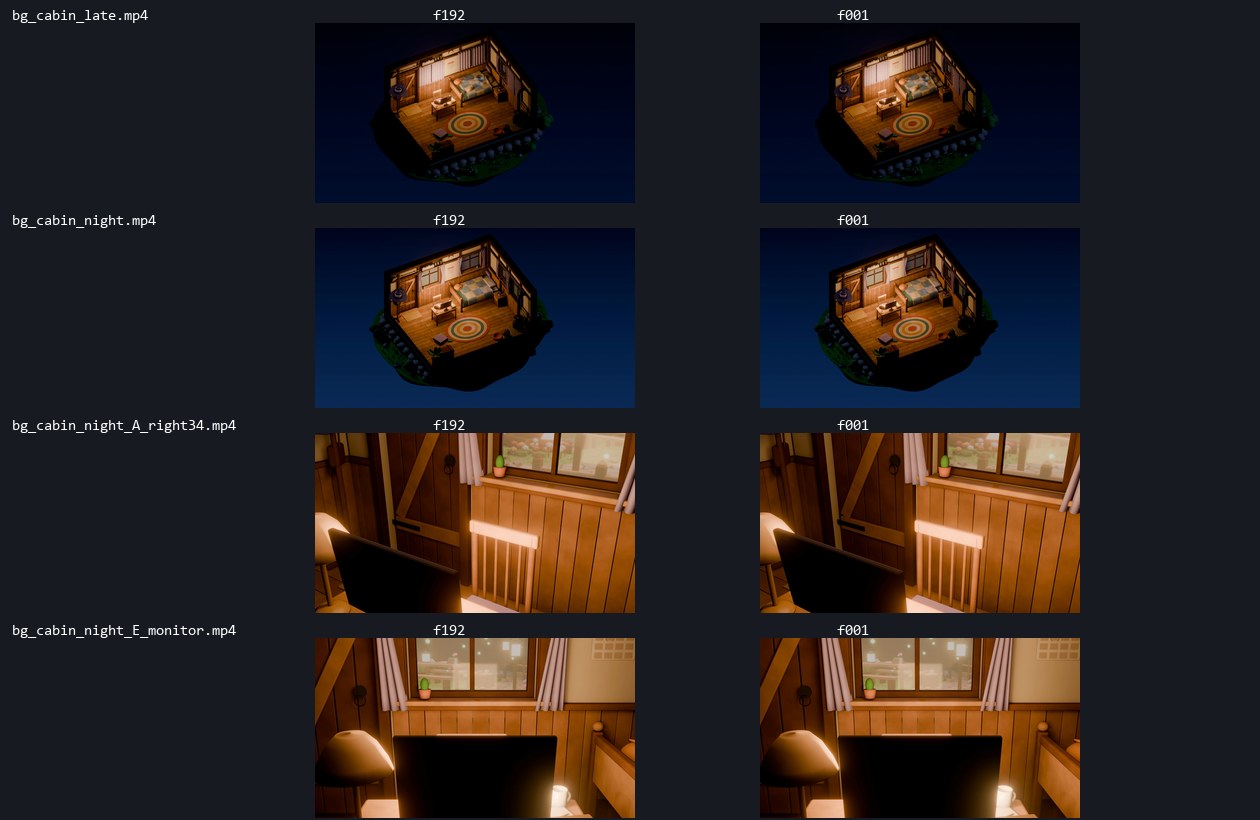 bg_cabin_late.mp4 f192 f001
bg_cabin_night.mp4 f192 f001
bg_cabin_night_A_right34.mp4 f192 f001
bg_cabin_night_E_monitor.mp4 f192 f001